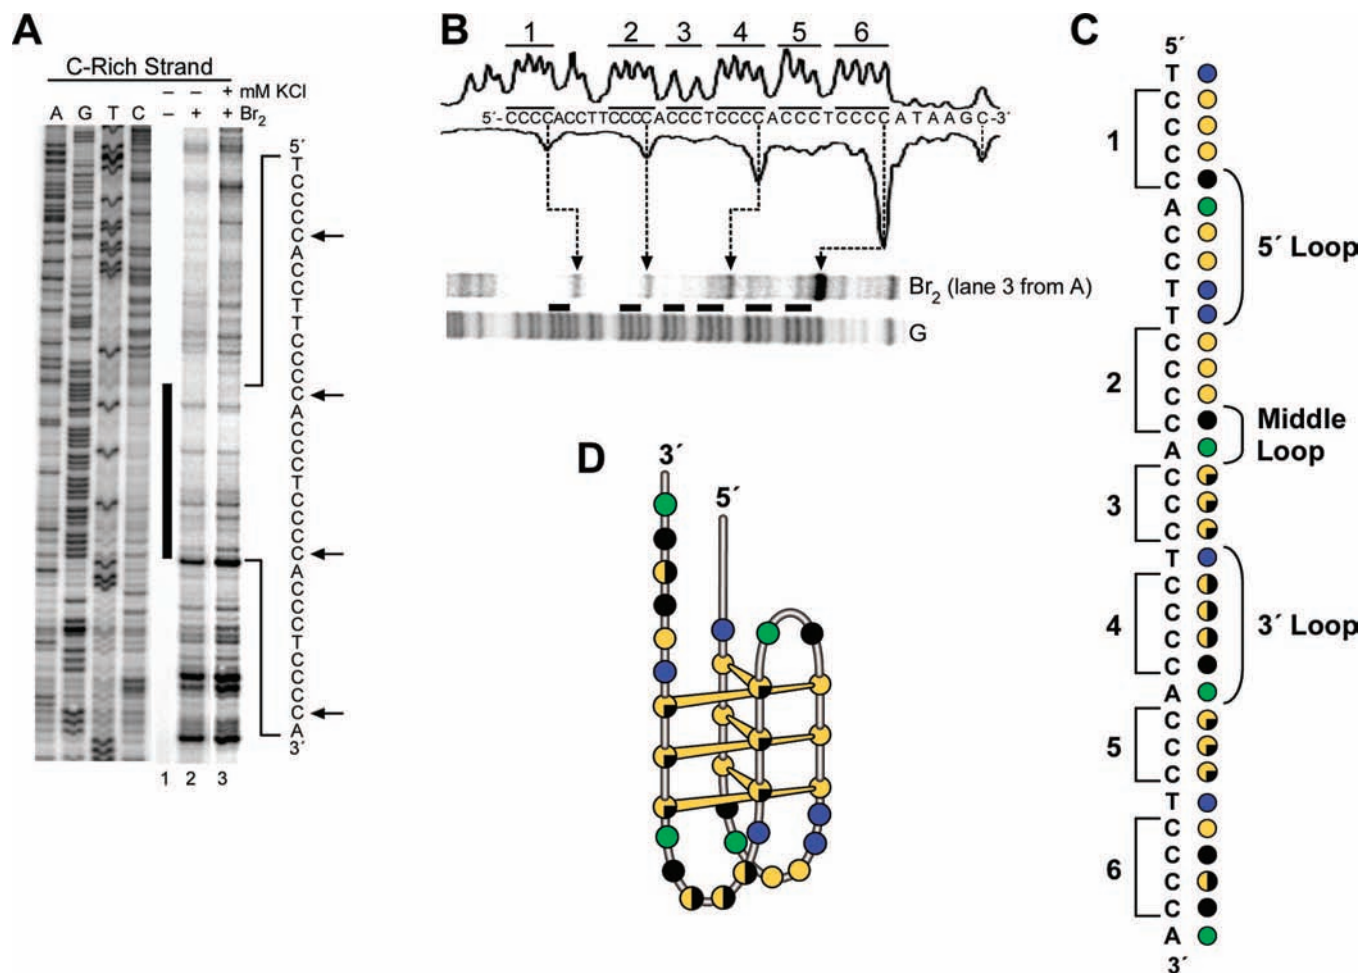 A
C-Rich Strand
– – + mM KCl
A G T C – + + Br2
5´
T
C
C
C
C
A
C
C
T
T
C
C
C
C
A
C
C
C
T
C
C
C
C
A
C
C
C
T
C
C
C
C
A
3´
1 2 3
B
1 2 3 4 5 6
5´-CCCCACCTTCCCCACCCTCCCCACCCTCCCCATAAGC-3´
Br2 (lane 3 from A)
G
C
5´
T
C
C
C
C
A
C
C
T
T
C
C
C
C
A
C
C
C
T
C
C
C
C
A
C
C
C
T
C
C
C
C
A
3´
1
2
3
4
5
6
5´ Loop
Middle
Loop
3´ Loop
D
3´
5´